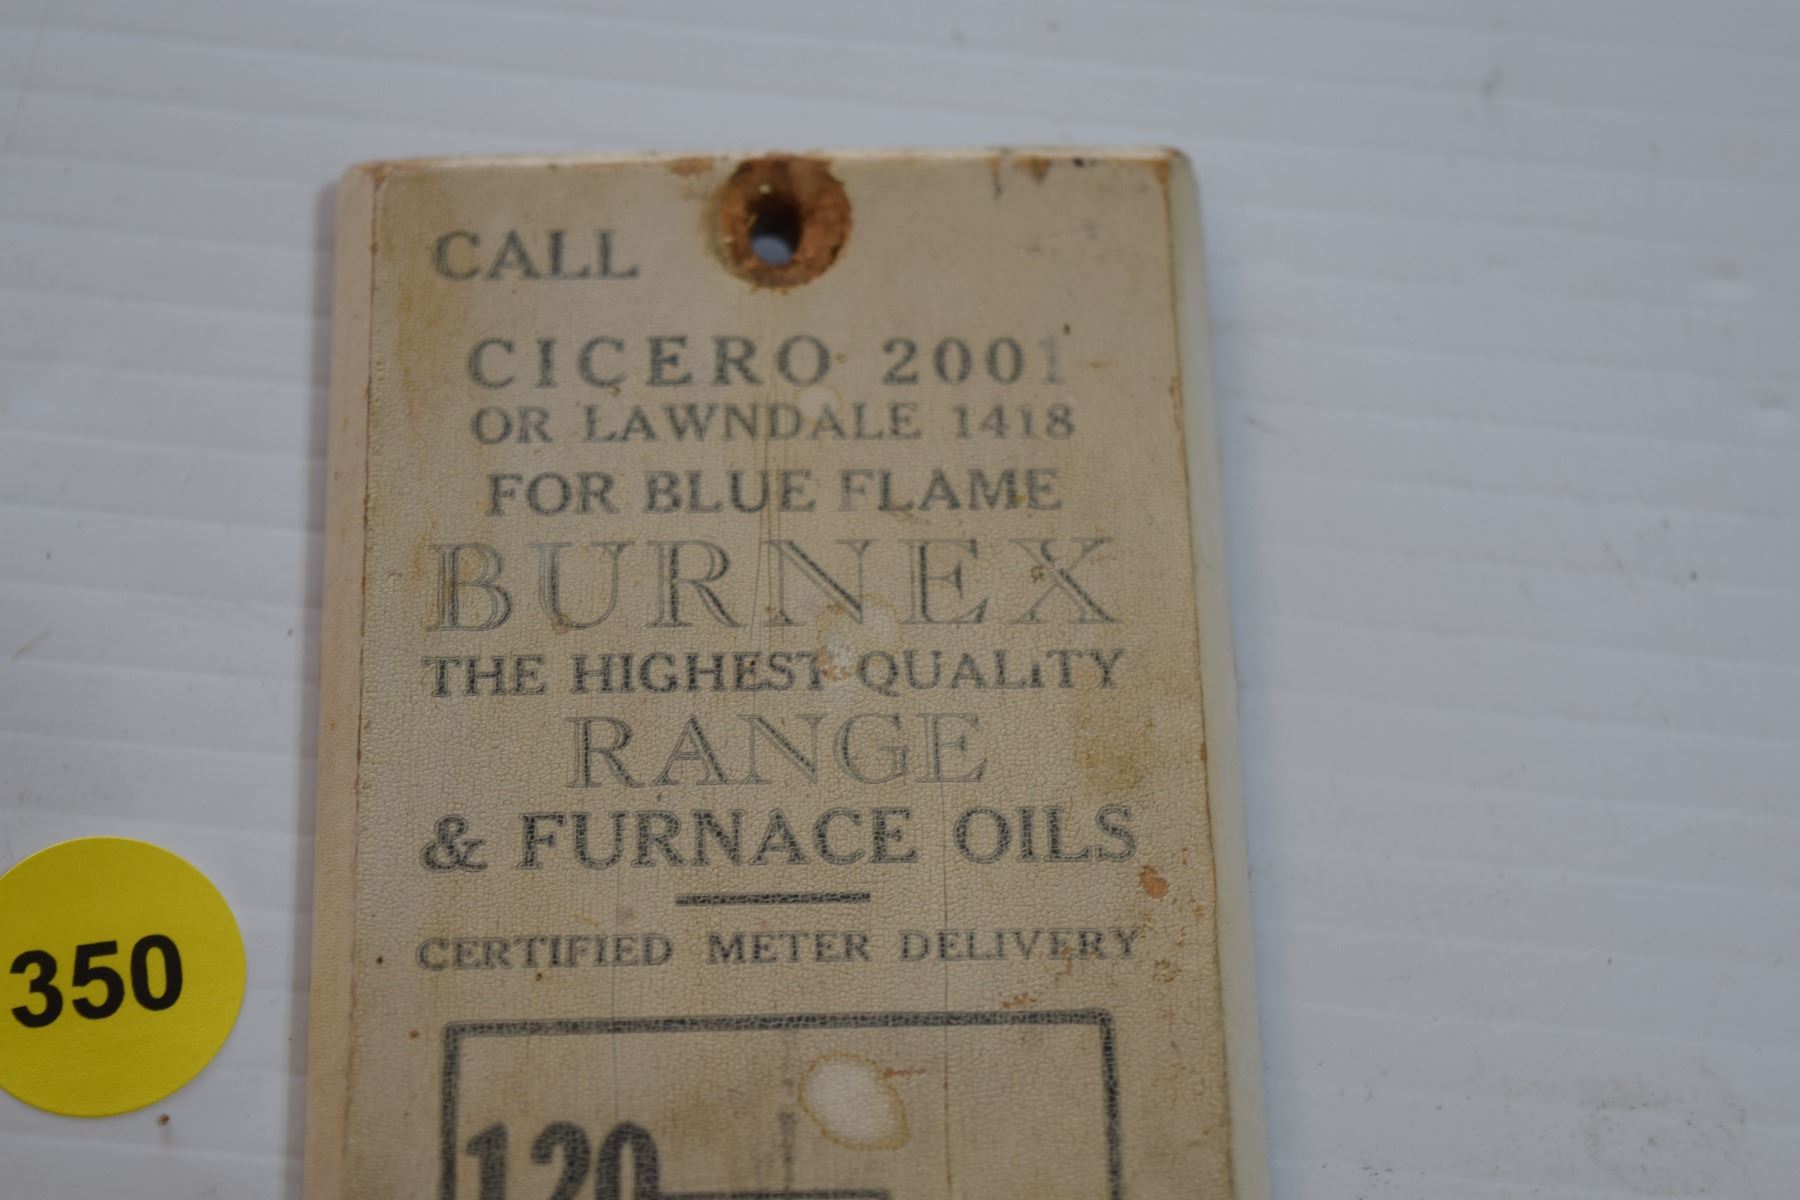 CALL
CICERO 2001
OR LAWNDALE 1418
FOR BLUE FLAME
BURNEX
THE HIGHEST QUALITY
RANGE
& FURNACE OILS
CERTIFIED METER DELIVERY
350
120